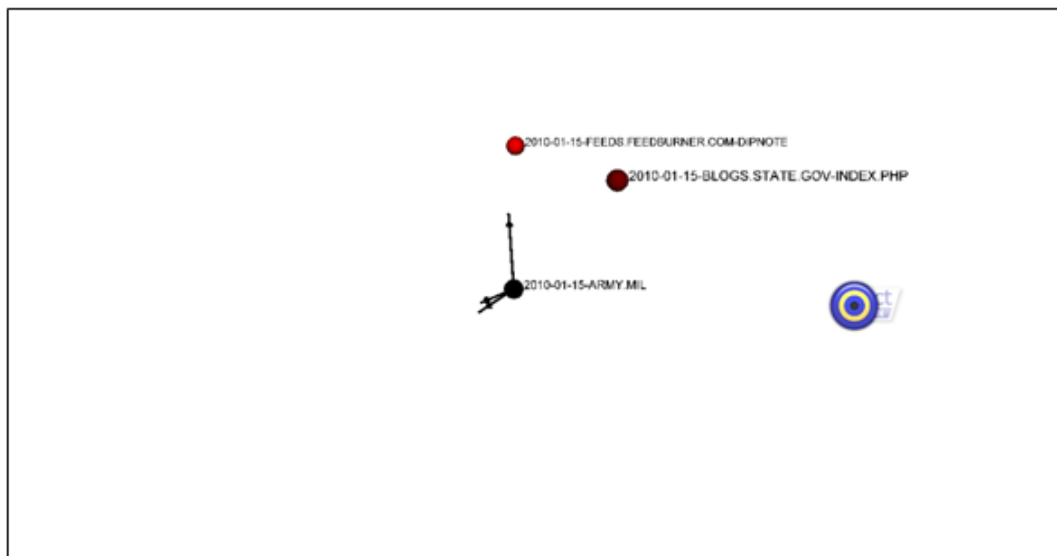 2010-01-15-FEEDS.FEEDBURNER.COM-DIPNOTE
2010-01-15-BLOGS.STATE.GOV-INDEX.PHP
2010-01-15-ARMY.MIL
ct